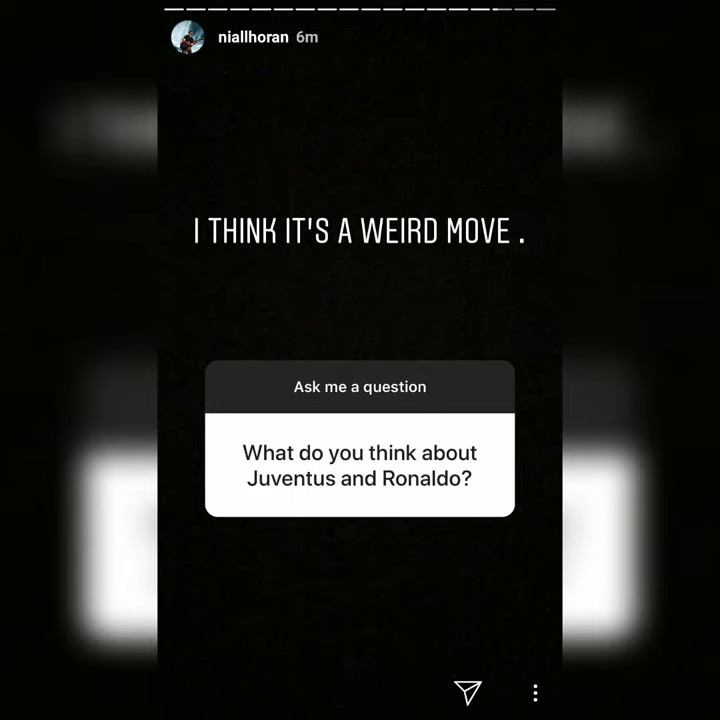 niallhoran 6m
I THINK IT'S A WEIRD MOVE .
Ask me a question
What do you think about
Juventus and Ronaldo?